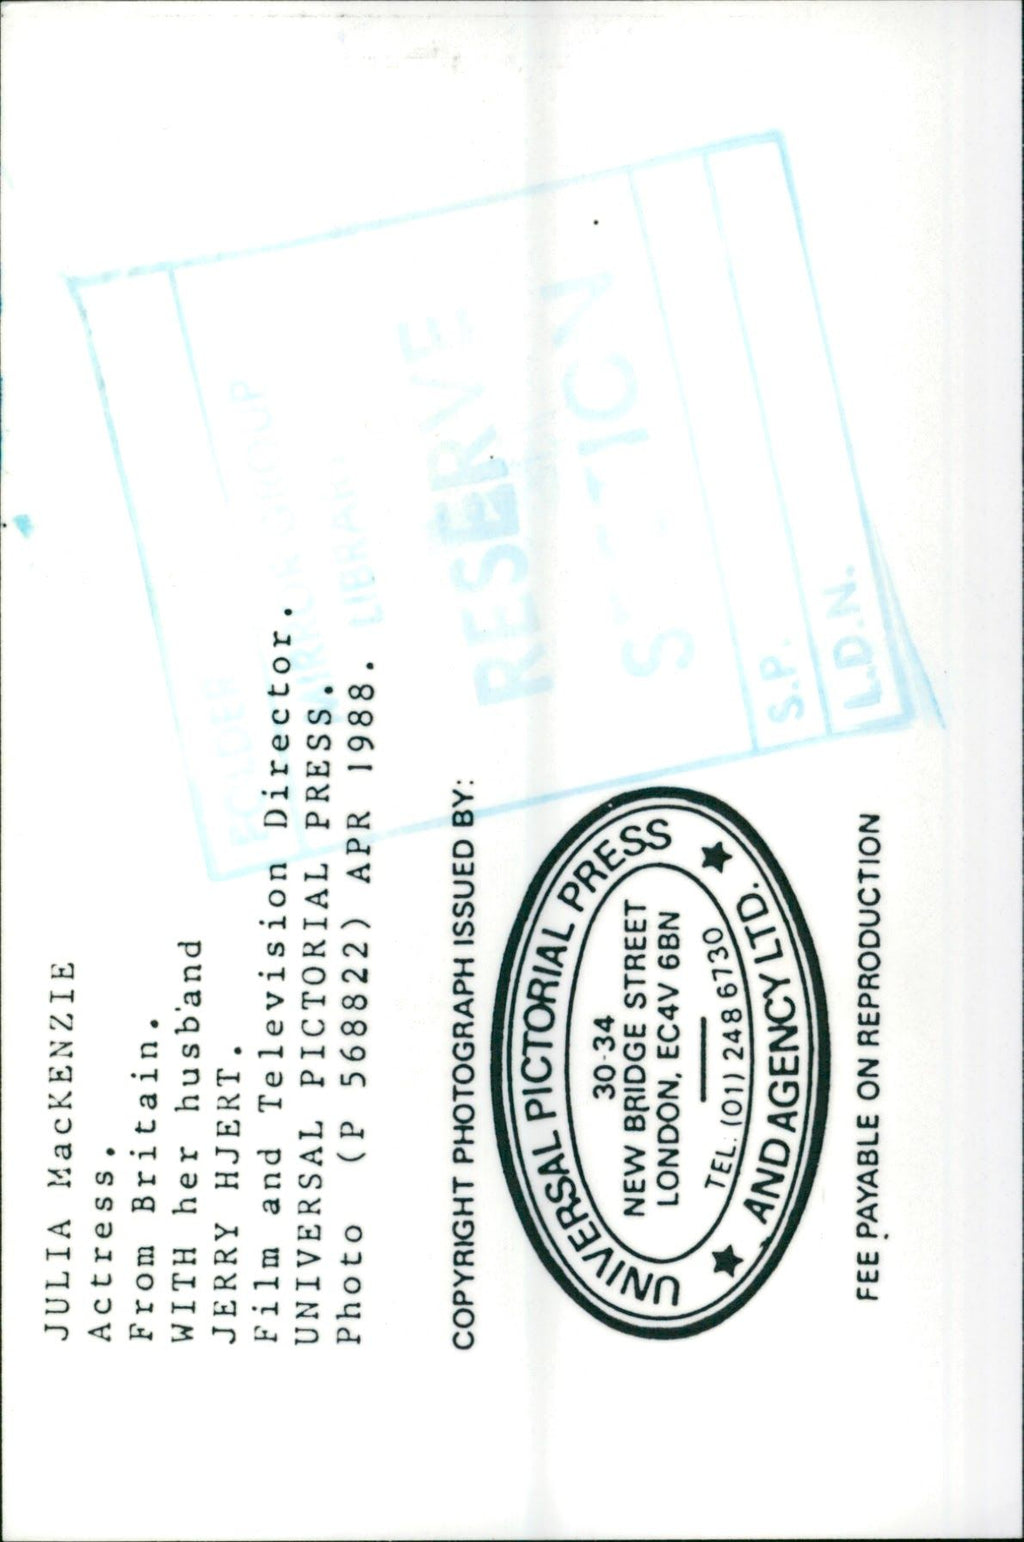 JULIA MacKENZIE
Actress.
From Britain.
WITH her husband
JERRY HJERT.
Film and Television Director.
UNIVERSAL PICTORIAL PRESS.
Photo (P 568822) APR 1988.
COPYRIGHT PHOTOGRAPH ISSUED BY:
UNIVERSAL PICTORIAL PRESS
30-34
NEW BRIDGE STREET
LONDON, EC4V 6BN
TEL: (01) 248 6730
AND AGENCY LTD.
FEE PAYABLE ON REPRODUCTION
FOLDER
MIRROR GROUP
LIBRARY
RESERVE
S.P.
L.D.N.